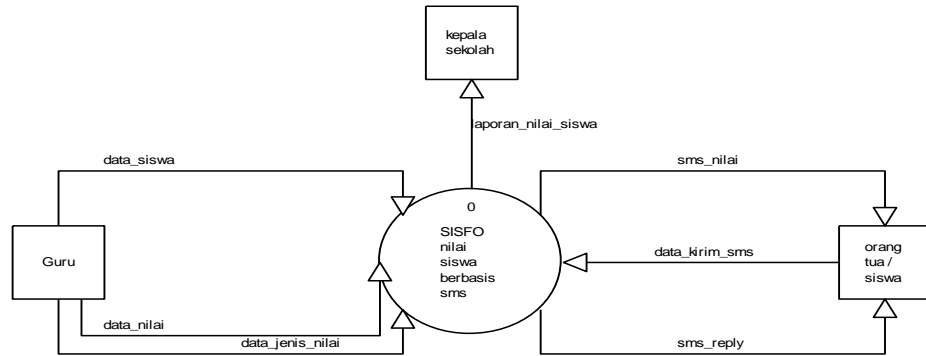 kepala
sekolah
laporan_nilai_siswa
data_siswa
sms_nilai
0
SISFO
nilai
siswa
berbasis
sms
Guru
data_kirim_sms
orang
tua /
siswa
data_nilai
data_jenis_nilai
sms_reply